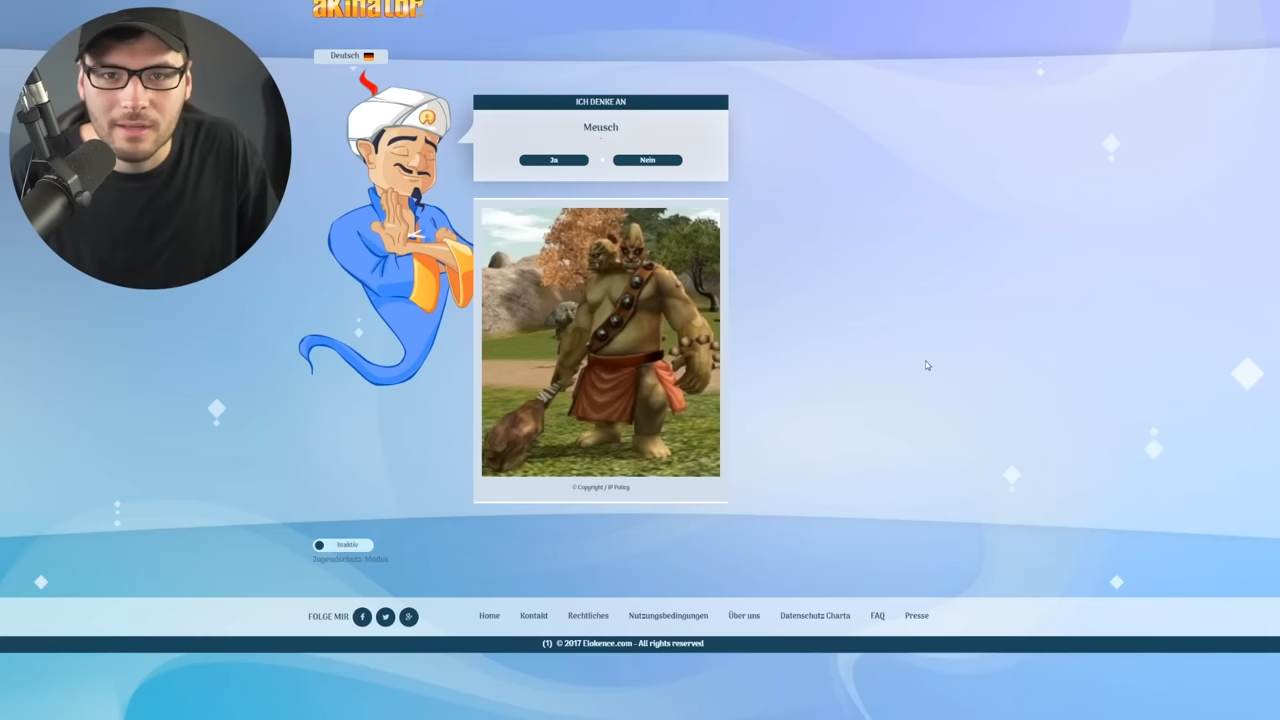 akinator
Deutsch
ICH DENKE AN
Meusch
-
Ja
Nein
© Copyright / IP Policy
Inaktiv
Jugendschutz-Modus
FOLGE MIR
Home Kontakt Rechtliches Nutzungsbedingungen Über uns Datenschutz Charta FAQ Presse
(1) © 2017 Elokence.com - All rights reserved